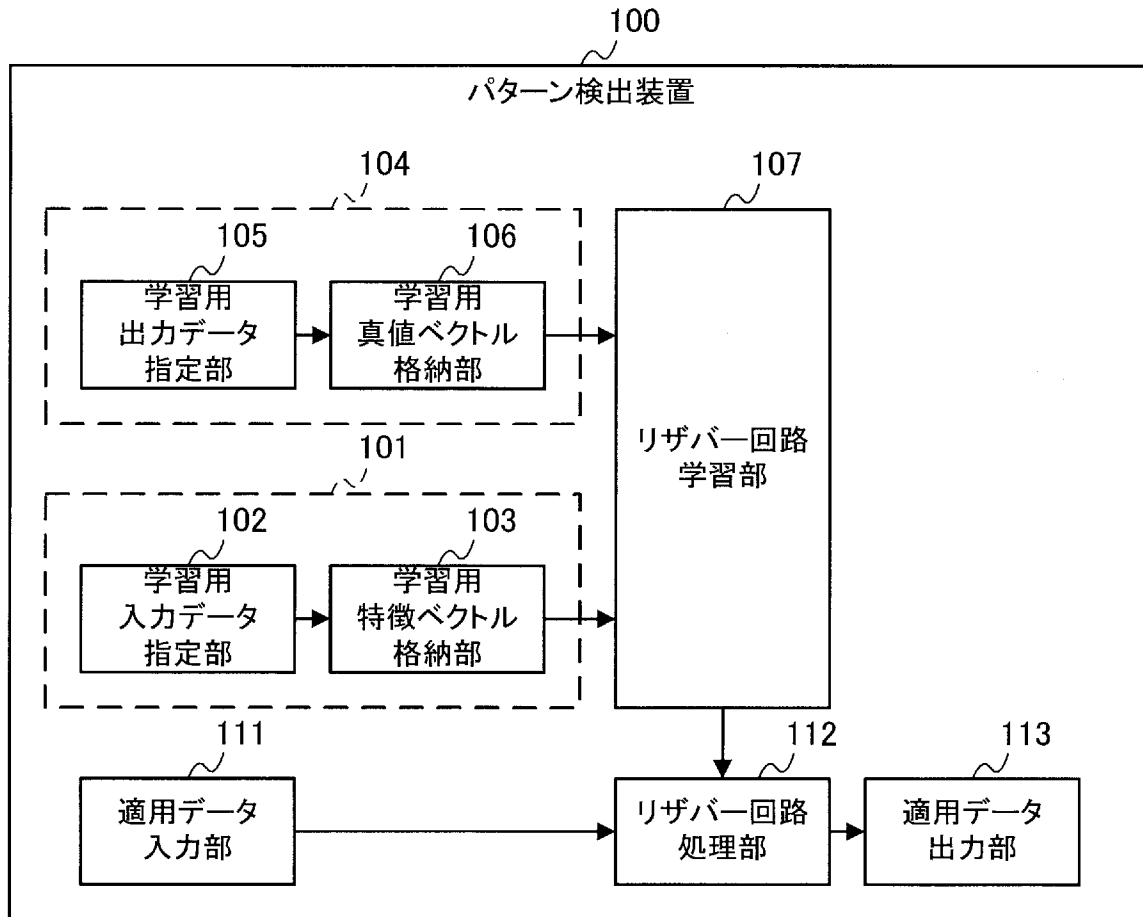 100
パターン検出装置
104
107
105
106
学習用
出力データ
指定部
学習用
真値ベクトル
格納部
リザバー回路
学習部
101
102
103
学習用
入力データ
指定部
学習用
特徴ベクトル
格納部
111
112
113
適用データ
入力部
リザバー回路
処理部
適用データ
出力部